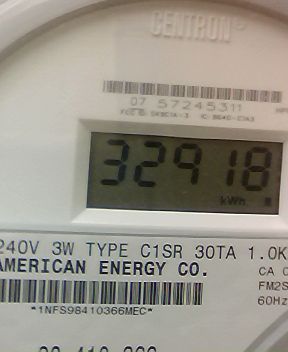 CENTRON®
07 57245311
32918
kWh
240V 3W TYPE C1SR 30TA 1.0K
AMERICAN ENERGY CO.
CA 0
FM2S
60Hz
*1NFS98410366MEC*